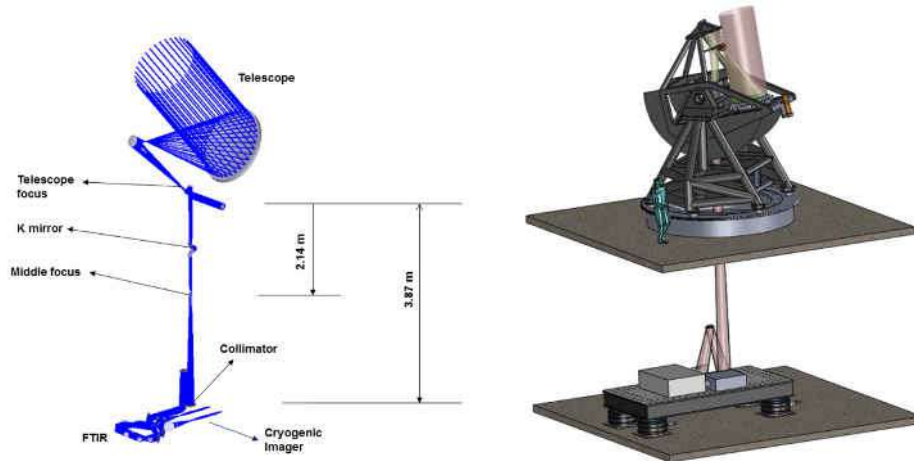 Telescope
Telescope
focus
K mirror
Middle focus
2.14 m
3.87 m
Collimator
FTIR
Cryogenic
Imager